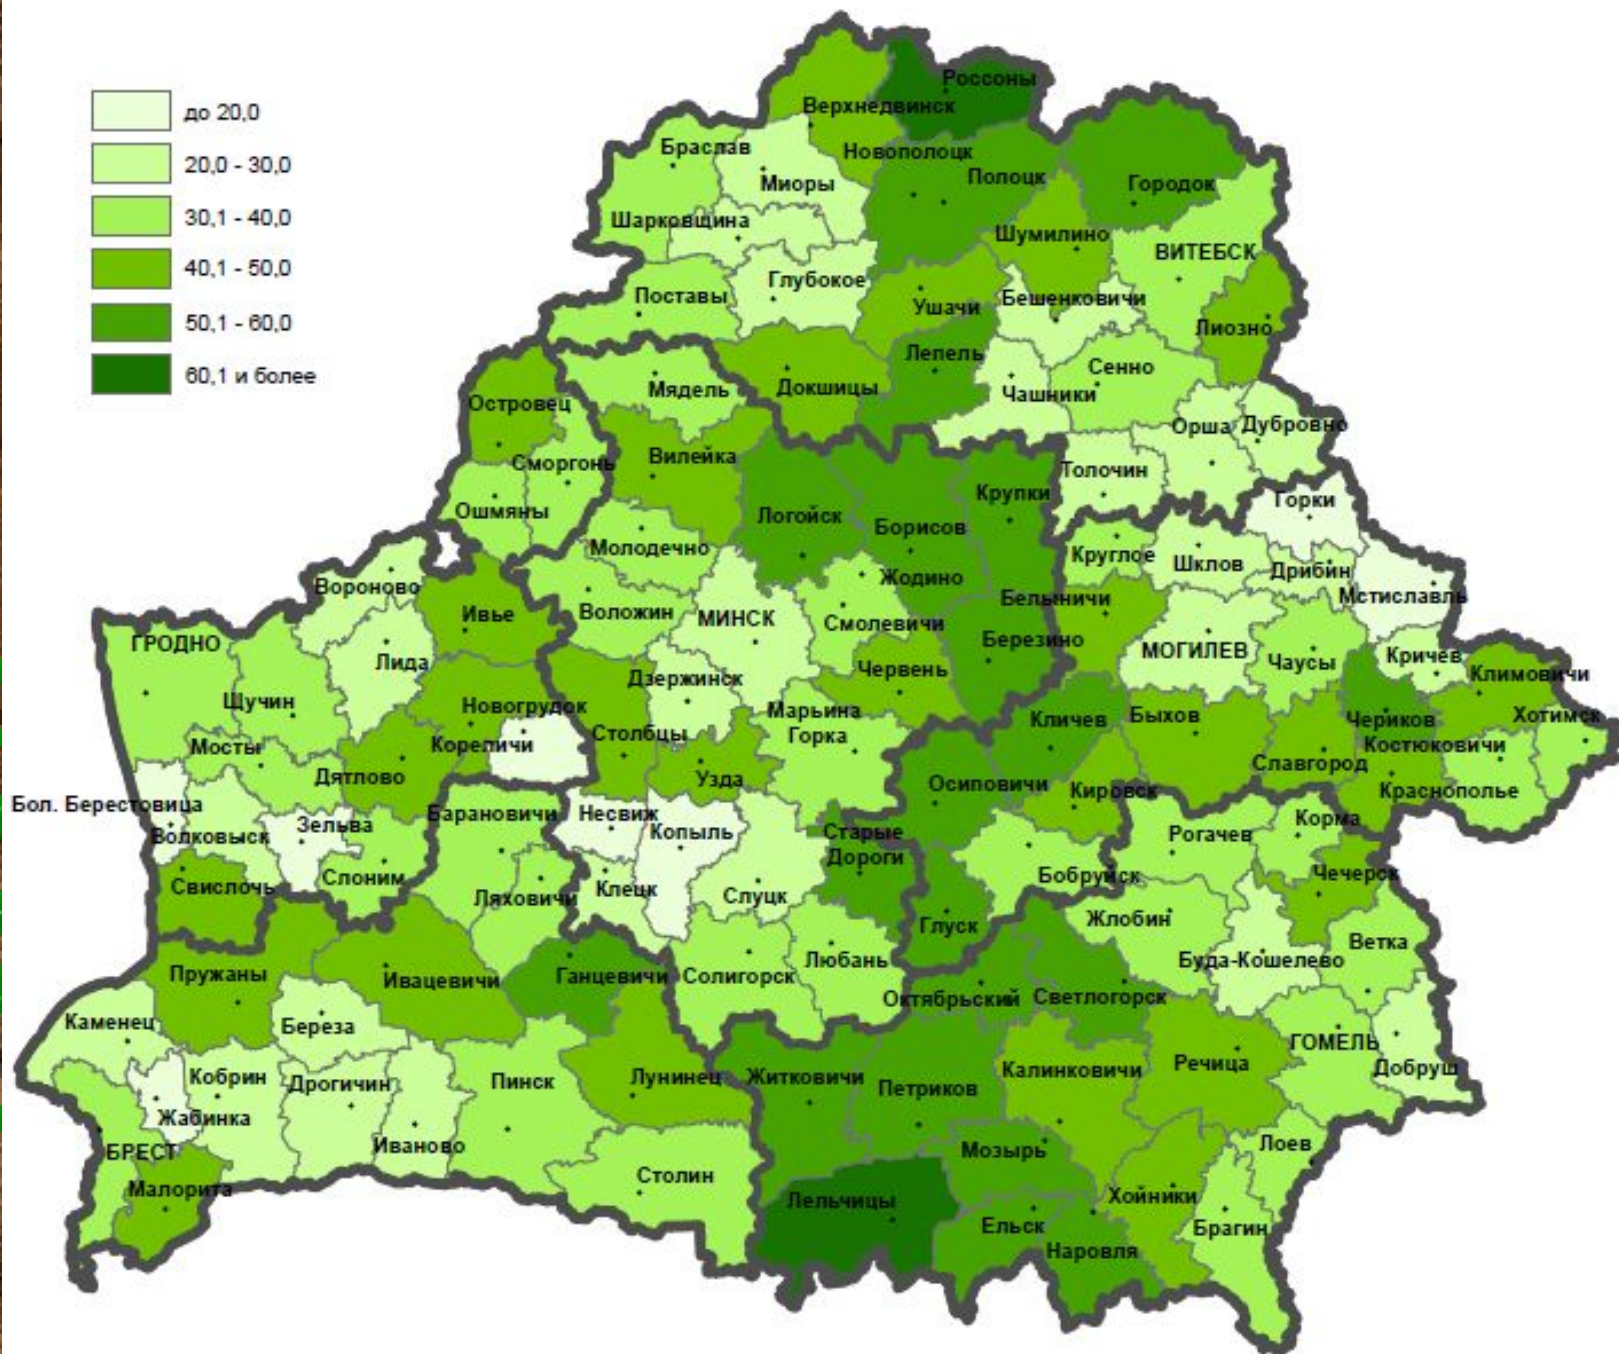 до 20,0
20,0 - 30,0
30,1 - 40,0
40,1 - 50,0
50,1 - 60,0
60,1 и более
Россоны
Верхнедвинск
Браслав
Новополоцк
Миоры
Полоцк
Городок
Шарковщина
Шумилино
ВИТЕБСК
Глубокое
Поставы
Ушачи
Бешенковичи
Лиозно
Лепель
Сенно
Докшицы
Чашники
Мядель
Островец
Орша
Дубровно
Вилейка
Сморгонь
Толочин
Крупки
Горки
Ошмяны
Логойск
Борисов
Молодечно
Круглое
Шклов
Дрибин
Жодино
Вороново
Мстиславль
Белыничи
Воложин
МИНСК
Ивье
Смолевичи
ГРОДНО
Березино
Лида
МОГИЛЕВ
Чаусы
Кричев
Червень
Дзержинск
Климовичи
Щучин
Новогрудок
Марьина
Горка
Кличев
Быхов
Чериков
Хотимск
Столбцы
Мосты
Кореличи
Костюковичи
Славгород
Дятлово
Узда
Осиповичи
Кировск
Краснополье
Бол. Берестовица
Барановичи
Несвиж
Корма
Зельва
Волковыск
Копыль
Старые
Дороги
Рогачев
Слоним
Свислочь
Клецк
Бобруйск
Чечерск
Ляховичи
Слуцк
Глуск
Жлобин
Ветка
Любань
Буда-Кошелево
Пружаны
Ивацевичи
Ганцевичи
Солигорск
Октябрьский
Светлогорск
Каменец
Береза
ГОМЕЛЬ
Речица
Добруш
Калинковичи
Кобрин
Дрогичин
Пинск
Лунинец
Житковичи
Петриков
Жабинка
Иваново
БРЕСТ
Лоев
Мозырь
Столин
Малорита
Хойники
Лельчицы
Ельск
Брагин
Наровля